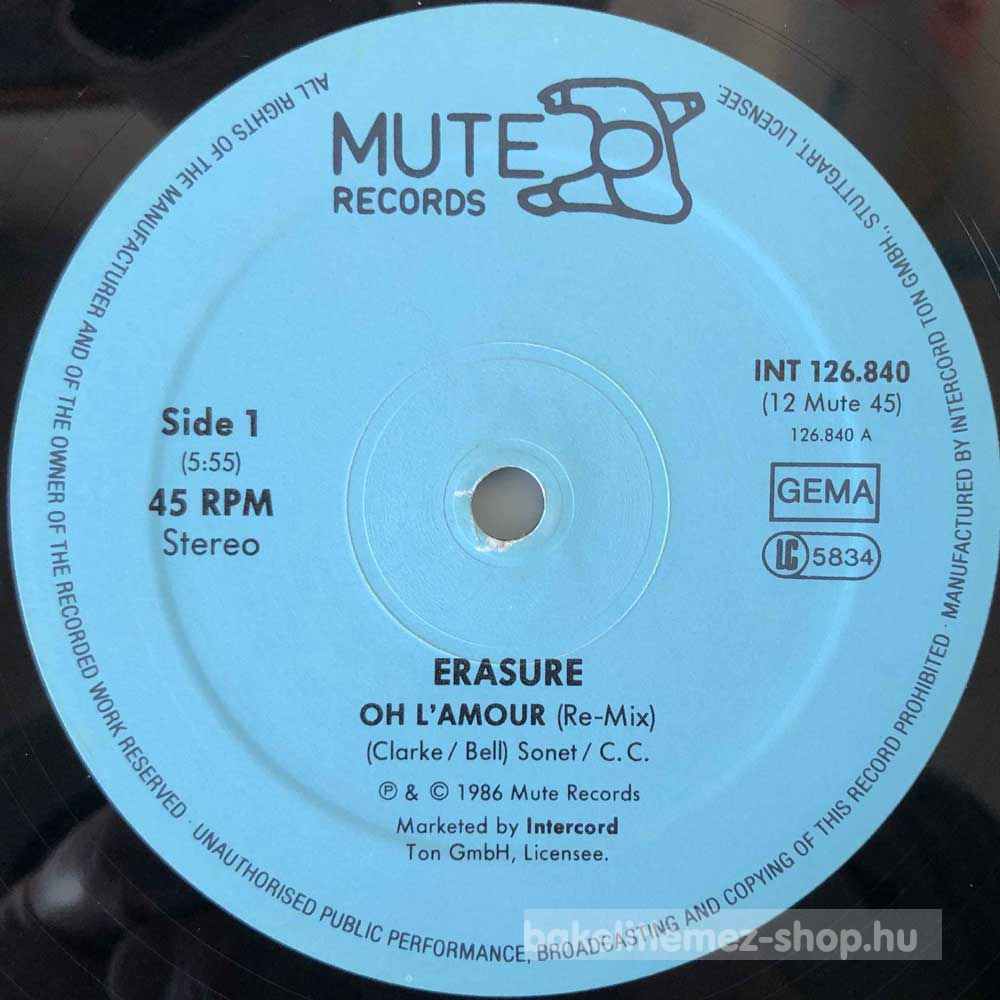 MUTE
RECORDS
Side 1
(5:55)
45 RPM
Stereo
INT 126.840
(12 Mute 45)
126.840 A
GEMA
LC 5834
ERASURE
OH L'AMOUR (Re-Mix)
(Clarke / Bell) Sonet / C. C.
℗ & © 1986 Mute Records
Marketed by Intercord
Ton GmbH, Licensee.
ALL RIGHTS OF THE MANUFACTURER AND OF THE OWNER OF THE RECORDED WORK RESERVED · UNAUTHORISED PUBLIC PERFORMANCE, BROADCASTING AND COPYING OF THIS RECORD PROHIBITED · MANUFACTURED BY INTERCORD TON GMBH., STUTTGART, LICENSEE.
bakelitlemez-shop.hu